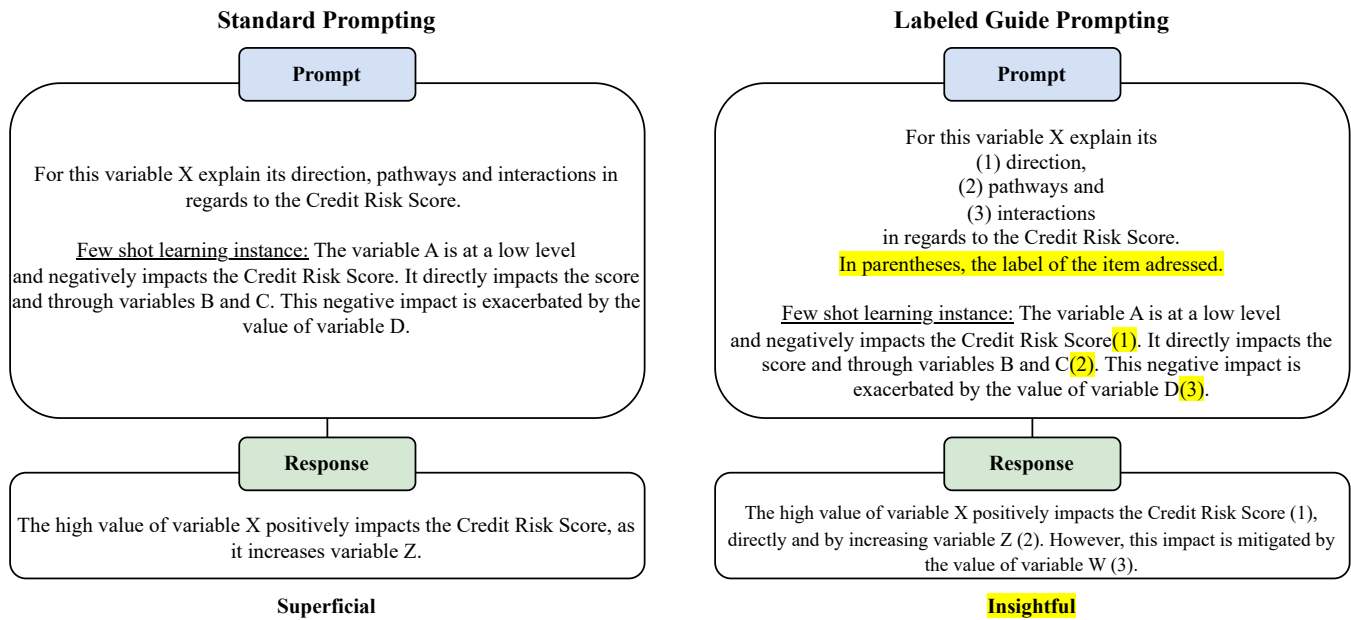 Standard Prompting
Prompt
For this variable X explain its direction, pathways and interactions in
regards to the Credit Risk Score.
Few shot learning instance: The variable A is at a low level
and negatively impacts the Credit Risk Score. It directly impacts the score
and through variables B and C. This negative impact is exacerbated by the
value of variable D.
Response
The high value of variable X positively impacts the Credit Risk Score, as
it increases variable Z.
Superficial
Labeled Guide Prompting
Prompt
For this variable X explain its
(1) direction,
(2) pathways and
(3) interactions
in regards to the Credit Risk Score.
In parentheses, the label of the item adressed.
Few shot learning instance: The variable A is at a low level
and negatively impacts the Credit Risk Score(1). It directly impacts the
score and through variables B and C(2). This negative impact is
exacerbated by the value of variable D(3).
Response
The high value of variable X positively impacts the Credit Risk Score (1),
directly and by increasing variable Z (2). However, this impact is mitigated by
the value of variable W (3).
Insightful